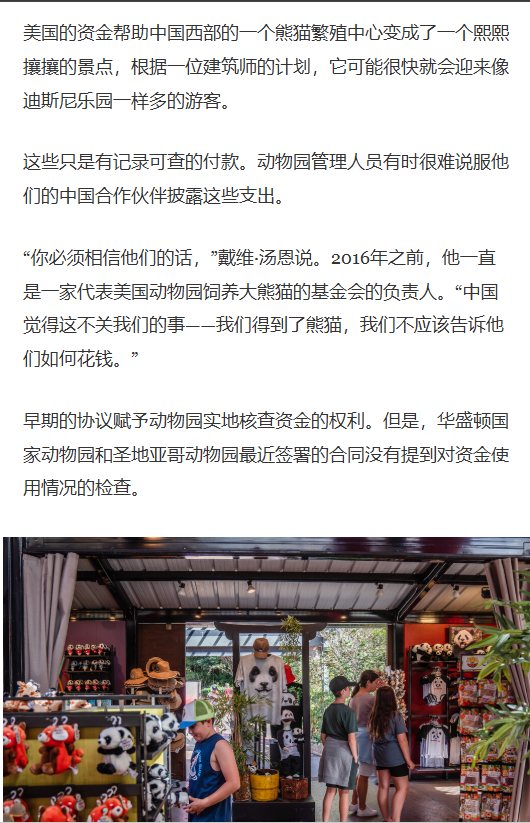 美国的资金帮助中国西部的一个熊猫繁殖中心变成了一个熙熙
攘攘的景点，根据一位建筑师的计划，它可能很快就会迎来像
迪斯尼乐园一样多的游客。
这些只是有记录可查的付款。动物园管理人员有时很难说服他
们的中国合作伙伴披露这些支出。
“你必须相信他们的话，”戴维·汤恩说。2016年之前，他一直
是一家代表美国动物园饲养大熊猫的基金会的负责人。“中国
觉得这不关我们的事——我们得到了熊猫，我们不应该告诉他
们如何花钱。”
早期的协议赋予动物园实地核查资金的权利。但是，华盛顿国
家动物园和圣地亚哥动物园最近签署的合同没有提到对资金使
用情况的检查。